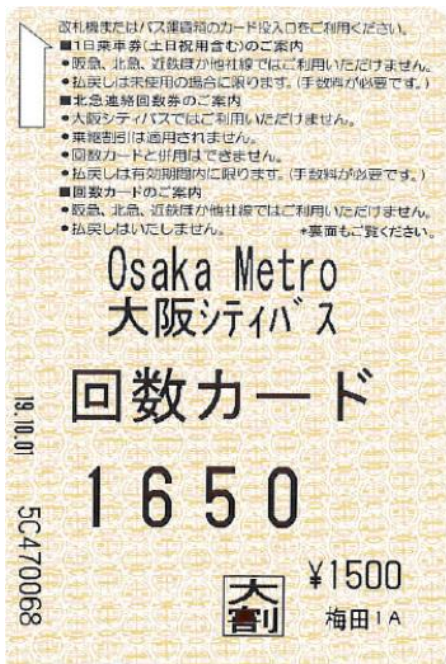 改札機またはバス運賃箱のカード投入口をご利用ください。
■1日乗車券(土日祝用含む)のご案内
●阪急、北急、近鉄ほか他社線ではご利用いただけません。
●払戻しは未使用の場合に限ります。(手数料が必要です。)
■北急連絡回数券のご案内
●大阪シティバスではご利用いただけません。
●乗継割引は適用されません。
●回数カードと併用はできません。
●払戻しは有効期間内に限ります。(手数料が必要です。)
■回数カードのご案内
●阪急、北急、近鉄ほか他社線ではご利用いただけません。
●払戻しはいたしません。 *裏面もご覧ください。
Osaka Metro
大阪シティバス
回数カード
1650
¥1500
大割
梅田1A
19.10.01
5C470068